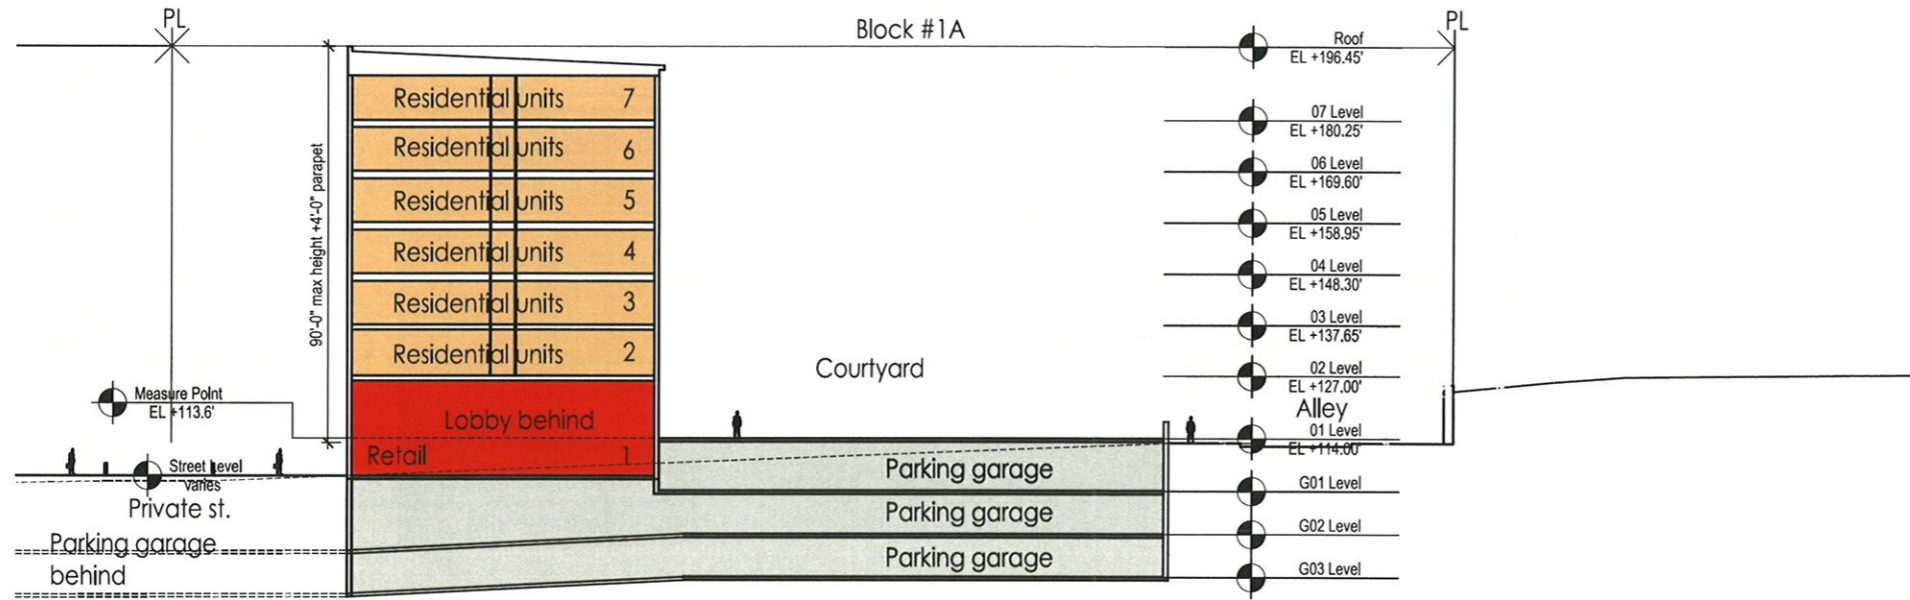 PL
Block #1A
PL
Roof
EL +196.45'
07 Level
EL +180.25'
06 Level
EL +169.60'
05 Level
EL +158.95'
04 Level
EL +148.30'
03 Level
EL +137.65'
02 Level
EL +127.00'
Alley
01 Level
EL +114.00'
G01 Level
G02 Level
G03 Level
90'-0" max height +4'-0" parapet
Residential units 7
Residential units 6
Residential units 5
Residential units 4
Residential units 3
Residential units 2
Lobby behind
Retail 1
Courtyard
Parking garage
Parking garage
Parking garage
Measure Point
EL +113.6'
Street Level
varies
Private st.
Parking garage
behind